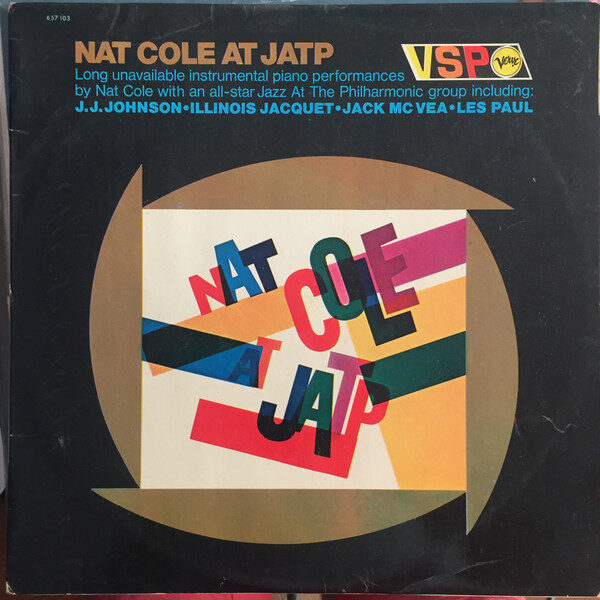 657 103
NAT COLE AT JATP
VSP
Verve
Long unavailable instrumental piano performances
by Nat Cole with an all-star Jazz At The Philharmonic group including:
J.J. JOHNSON•ILLINOIS JACQUET•JACK MC VEA•LES PAUL
NAT
COLE
AT
JATP